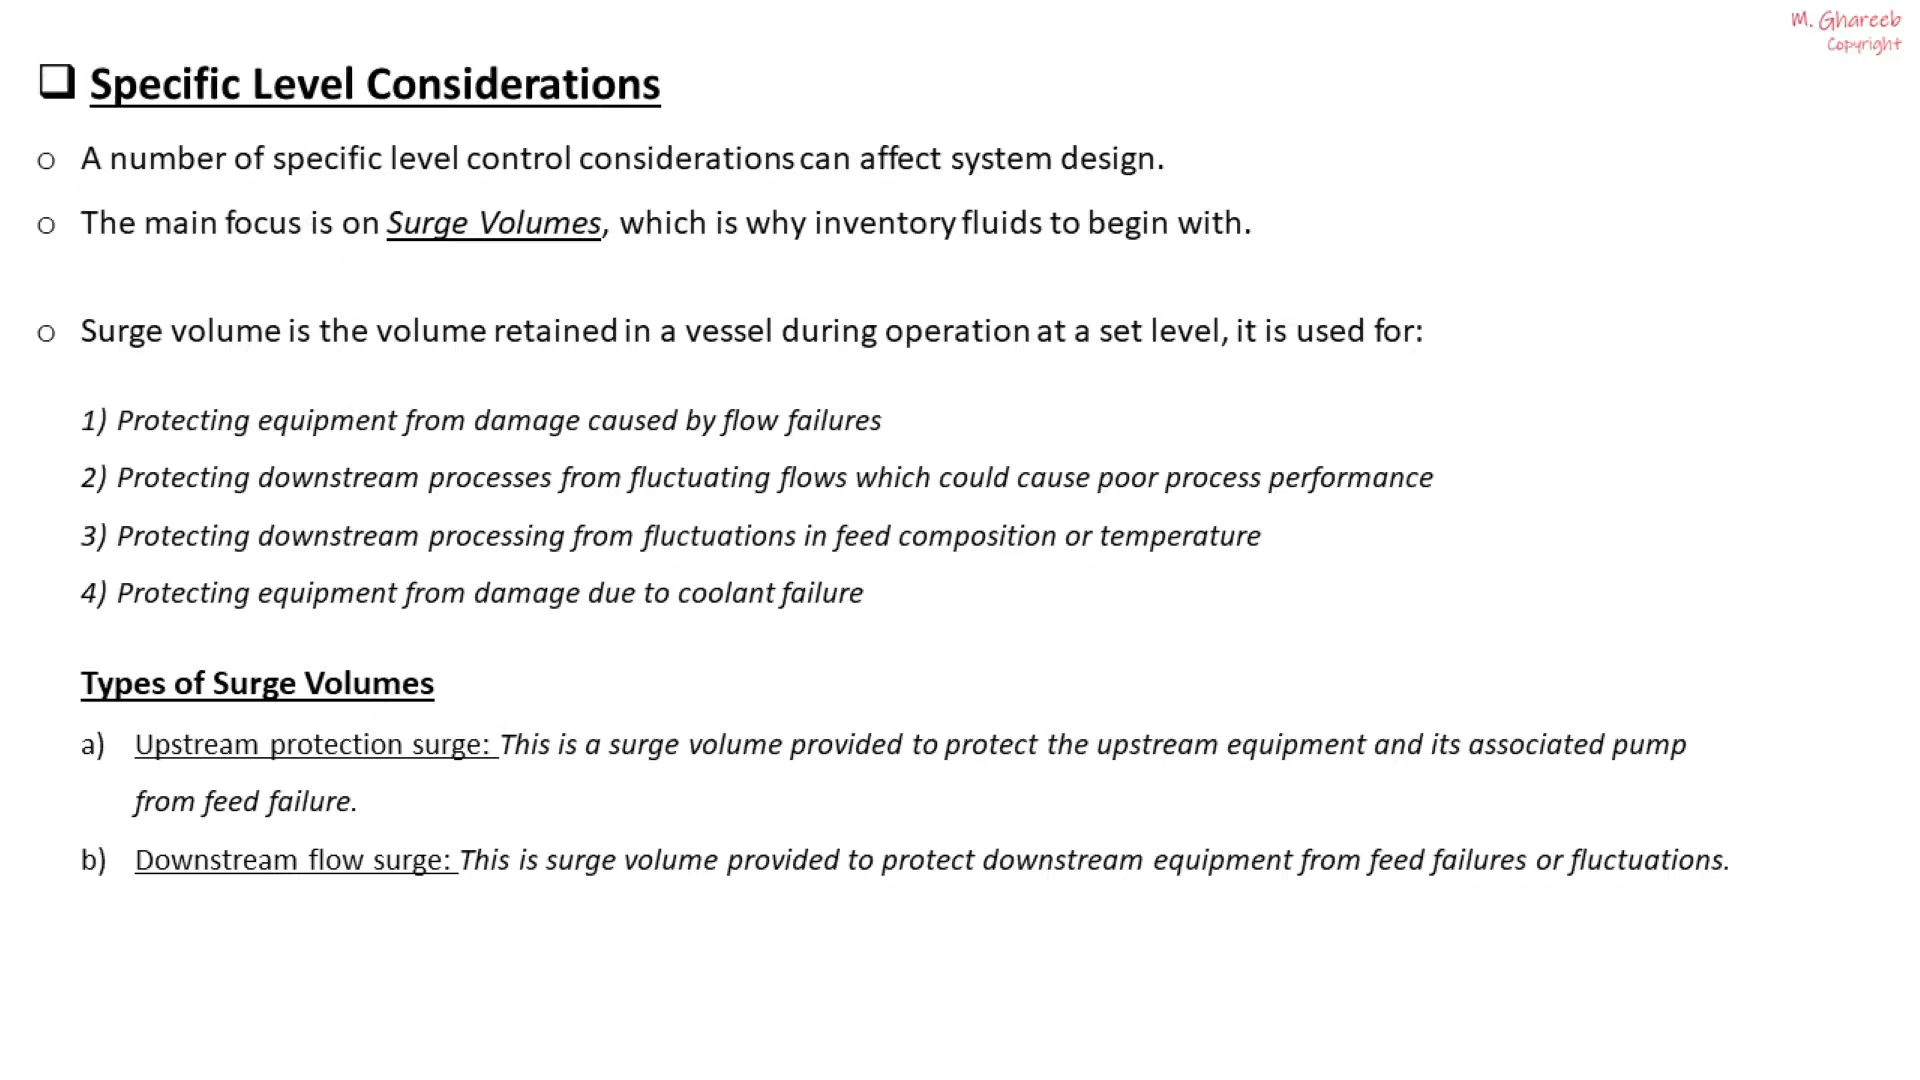 M. Ghareeb
Copyright
Specific Level Considerations
o A number of specific level control considerations can affect system design.
o The main focus is on Surge Volumes, which is why inventory fluids to begin with.
o Surge volume is the volume retained in a vessel during operation at a set level, it is used for:
1) Protecting equipment from damage caused by flow failures
2) Protecting downstream processes from fluctuating flows which could cause poor process performance
3) Protecting downstream processing from fluctuations in feed composition or temperature
4) Protecting equipment from damage due to coolant failure
Types of Surge Volumes
a) Upstream protection surge: This is a surge volume provided to protect the upstream equipment and its associated pump
from feed failure.
b) Downstream flow surge: This is surge volume provided to protect downstream equipment from feed failures or fluctuations.